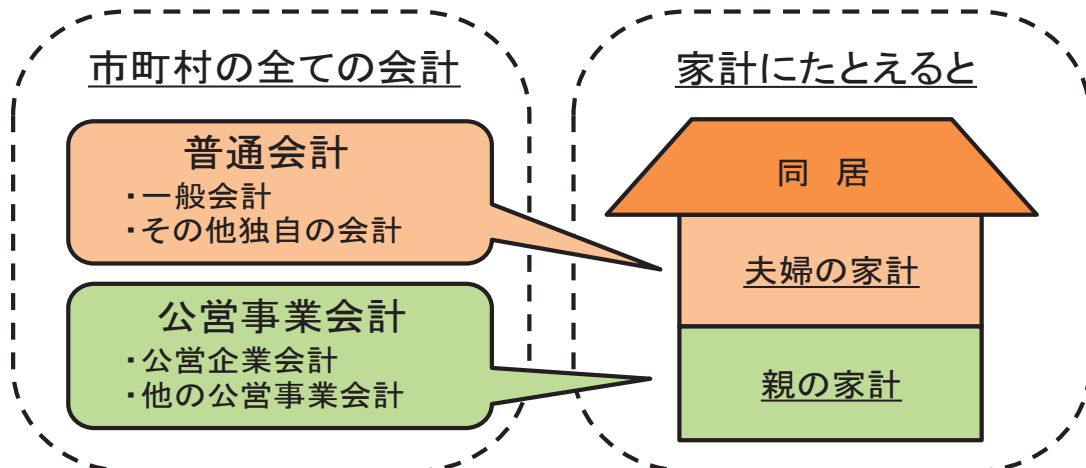 市町村の全ての会計
普通会計
・一般会計
・その他独自の会計
公営事業会計
・公営企業会計
・他の公営事業会計
家計にたとえると
同 居
夫婦の家計
親の家計